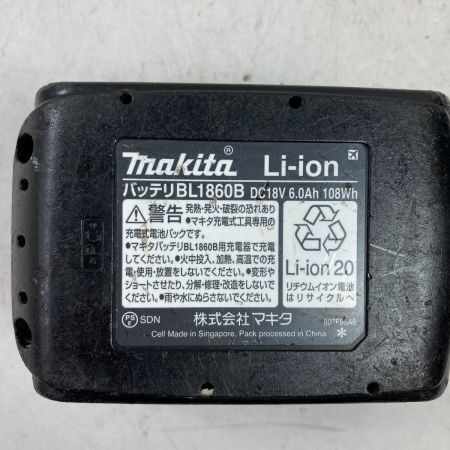 makita® Li-ion
バッテリBL1860B DC18V 6.0Ah 108Wh
警告 発熱・発火・破裂の恐れあり
•マキタ充電式工具専用の
充電式電池パックです。
•マキタバッテリBL1860B用充電器で充電
してください。•火中投入、加熱、高温での充
電・使用・放置をしないでください。•変形や
ショートさせたり、分解・修理・改造をしないで
ください。•雨や水にぬらさないでください。
Li-ion 20
リチウムイオン電池
はリサイクルへ
PS E SDN 株式会社 マキタ
Cell Made in Singapore. Pack processed in China